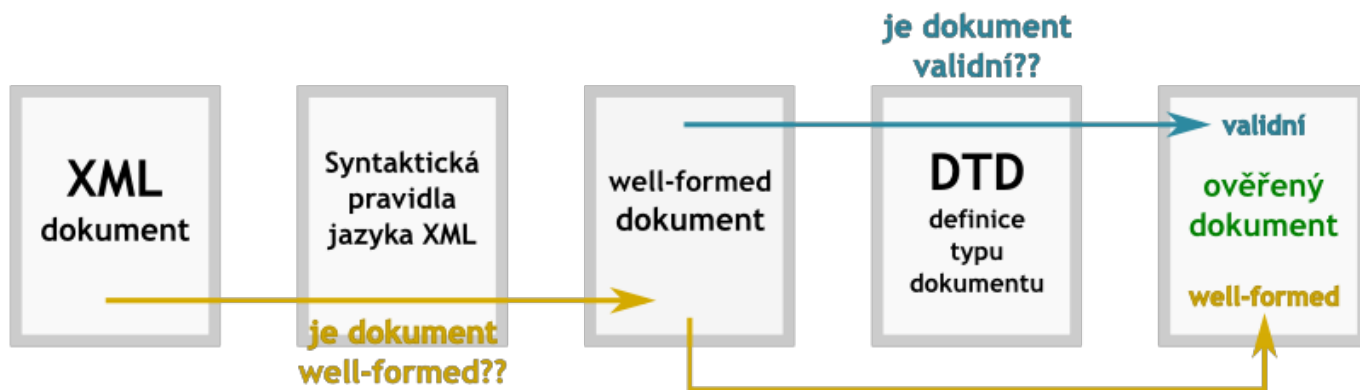 je dokument
validní??
XML
dokument
Syntaktická
pravidla
jazyka XML
well-formed
dokument
DTD
definice
typu
dokumentu
validní
ověřený
dokument
well-formed
je dokument
well-formed??